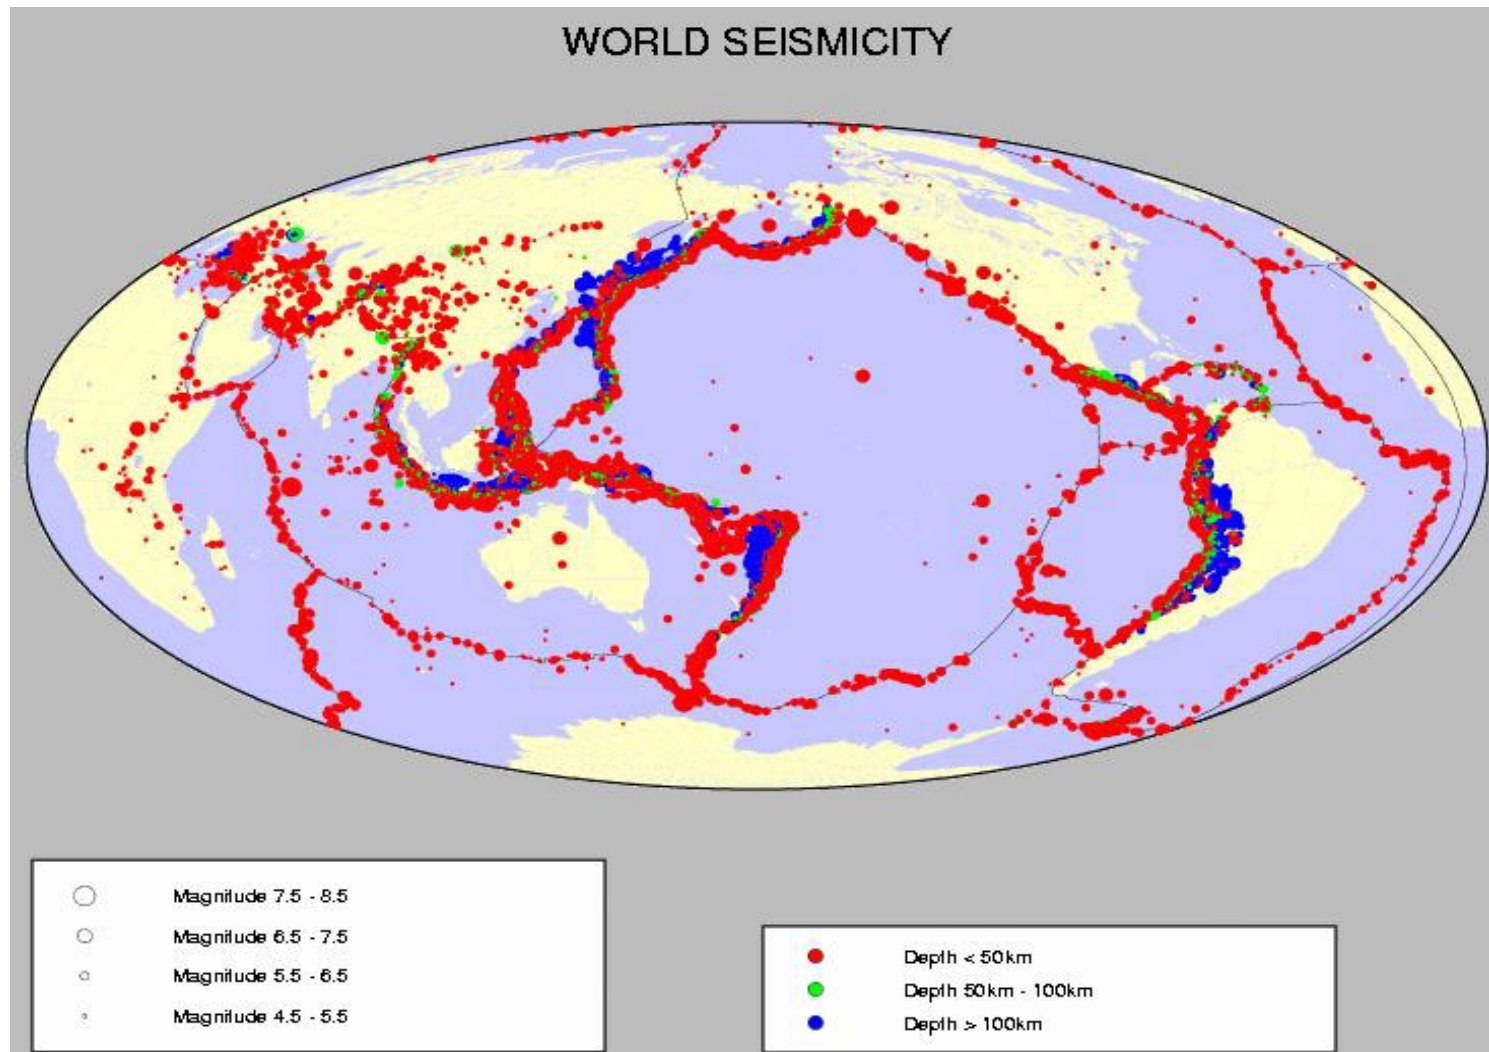 WORLD SEISMICITY
Magnitude 7.5 - 8.5
Magnitude 6.5 - 7.5
Magnitude 5.5 - 6.5
Magnitude 4.5 - 5.5
Depth < 50km
Depth 50km - 100km
Depth > 100km